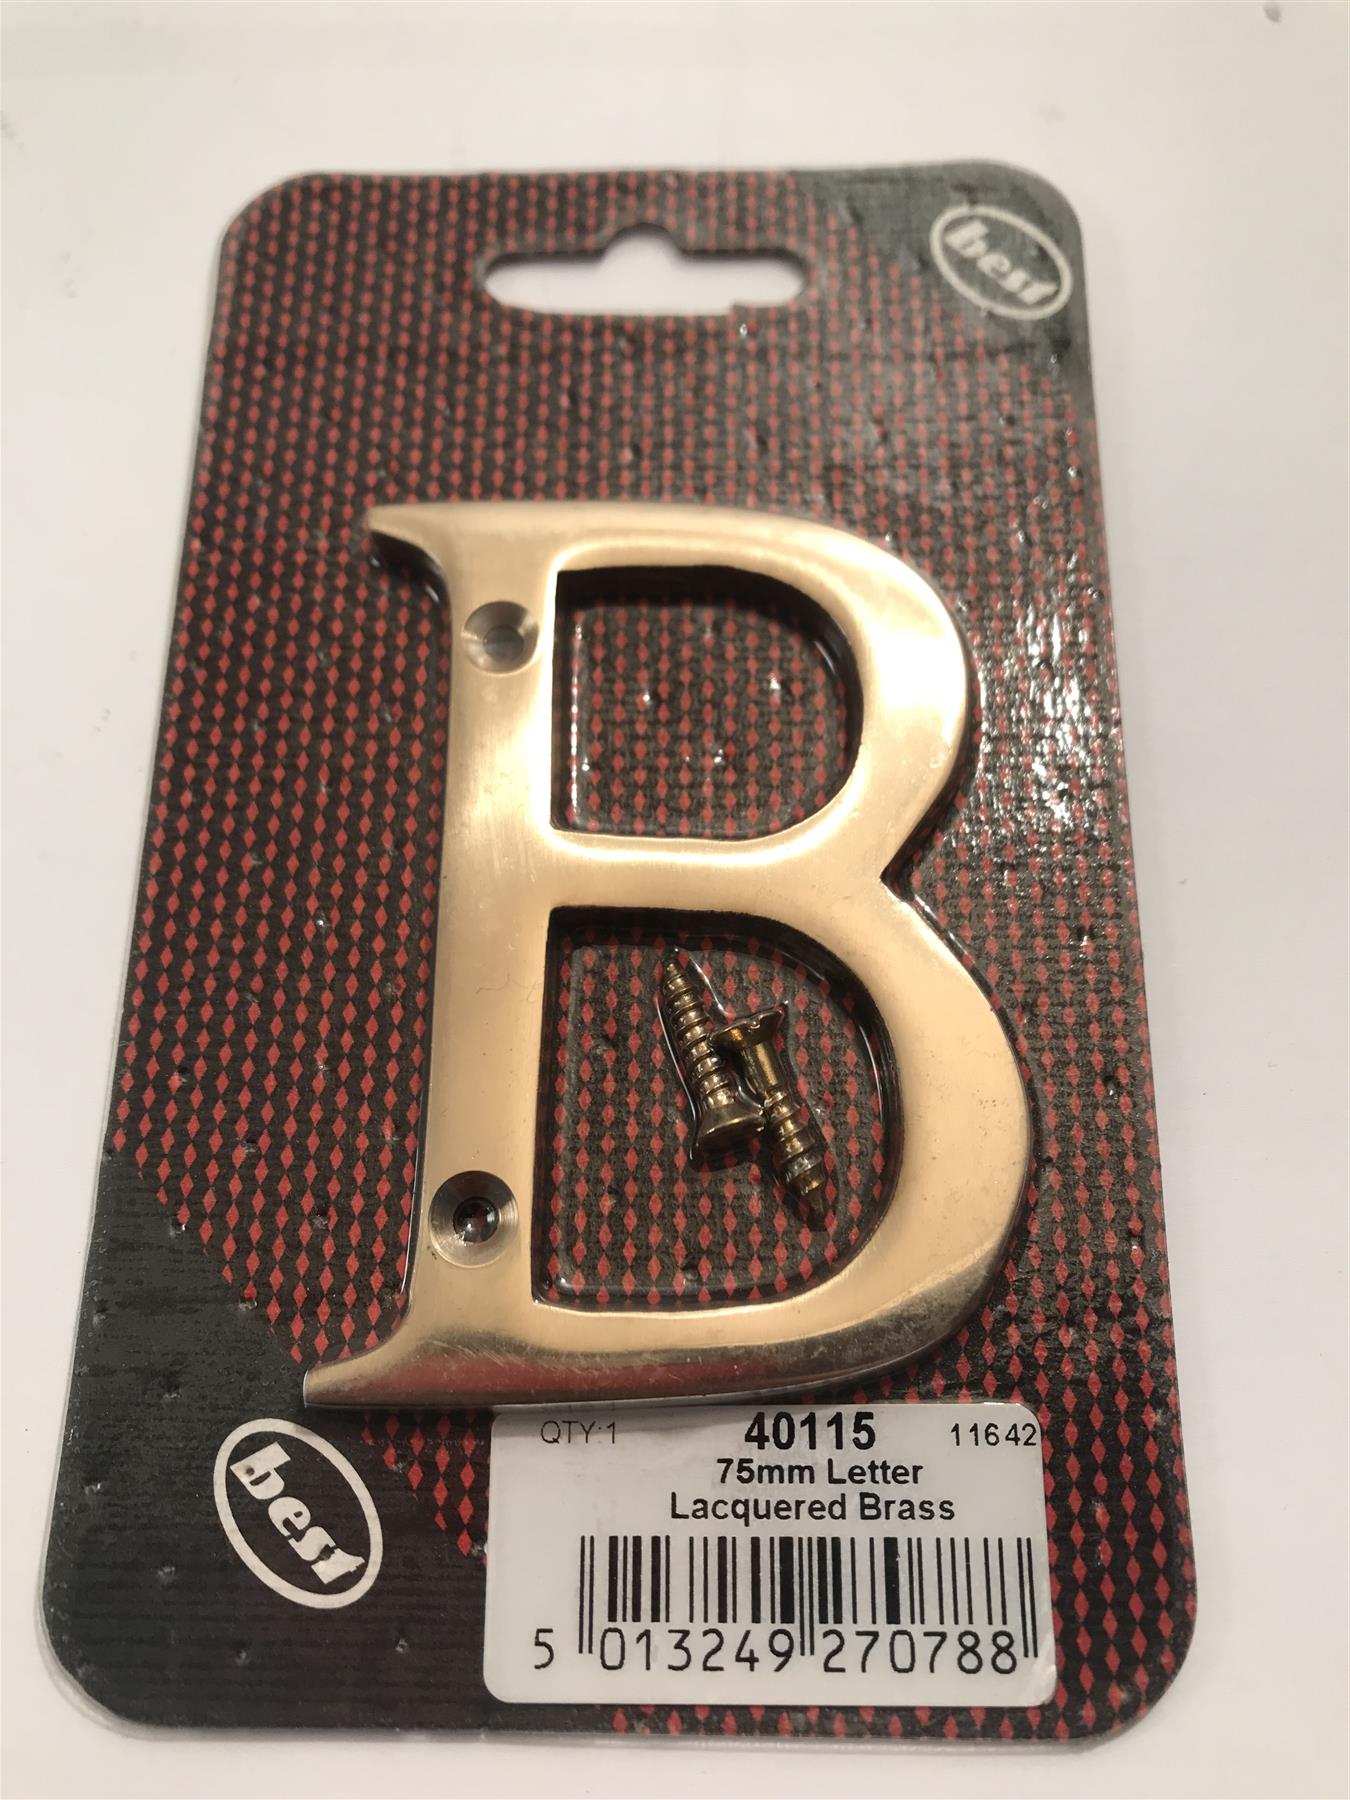 best
B
best
QTY:1 40115 11642
75mm Letter
Lacquered Brass
5 013249 270788